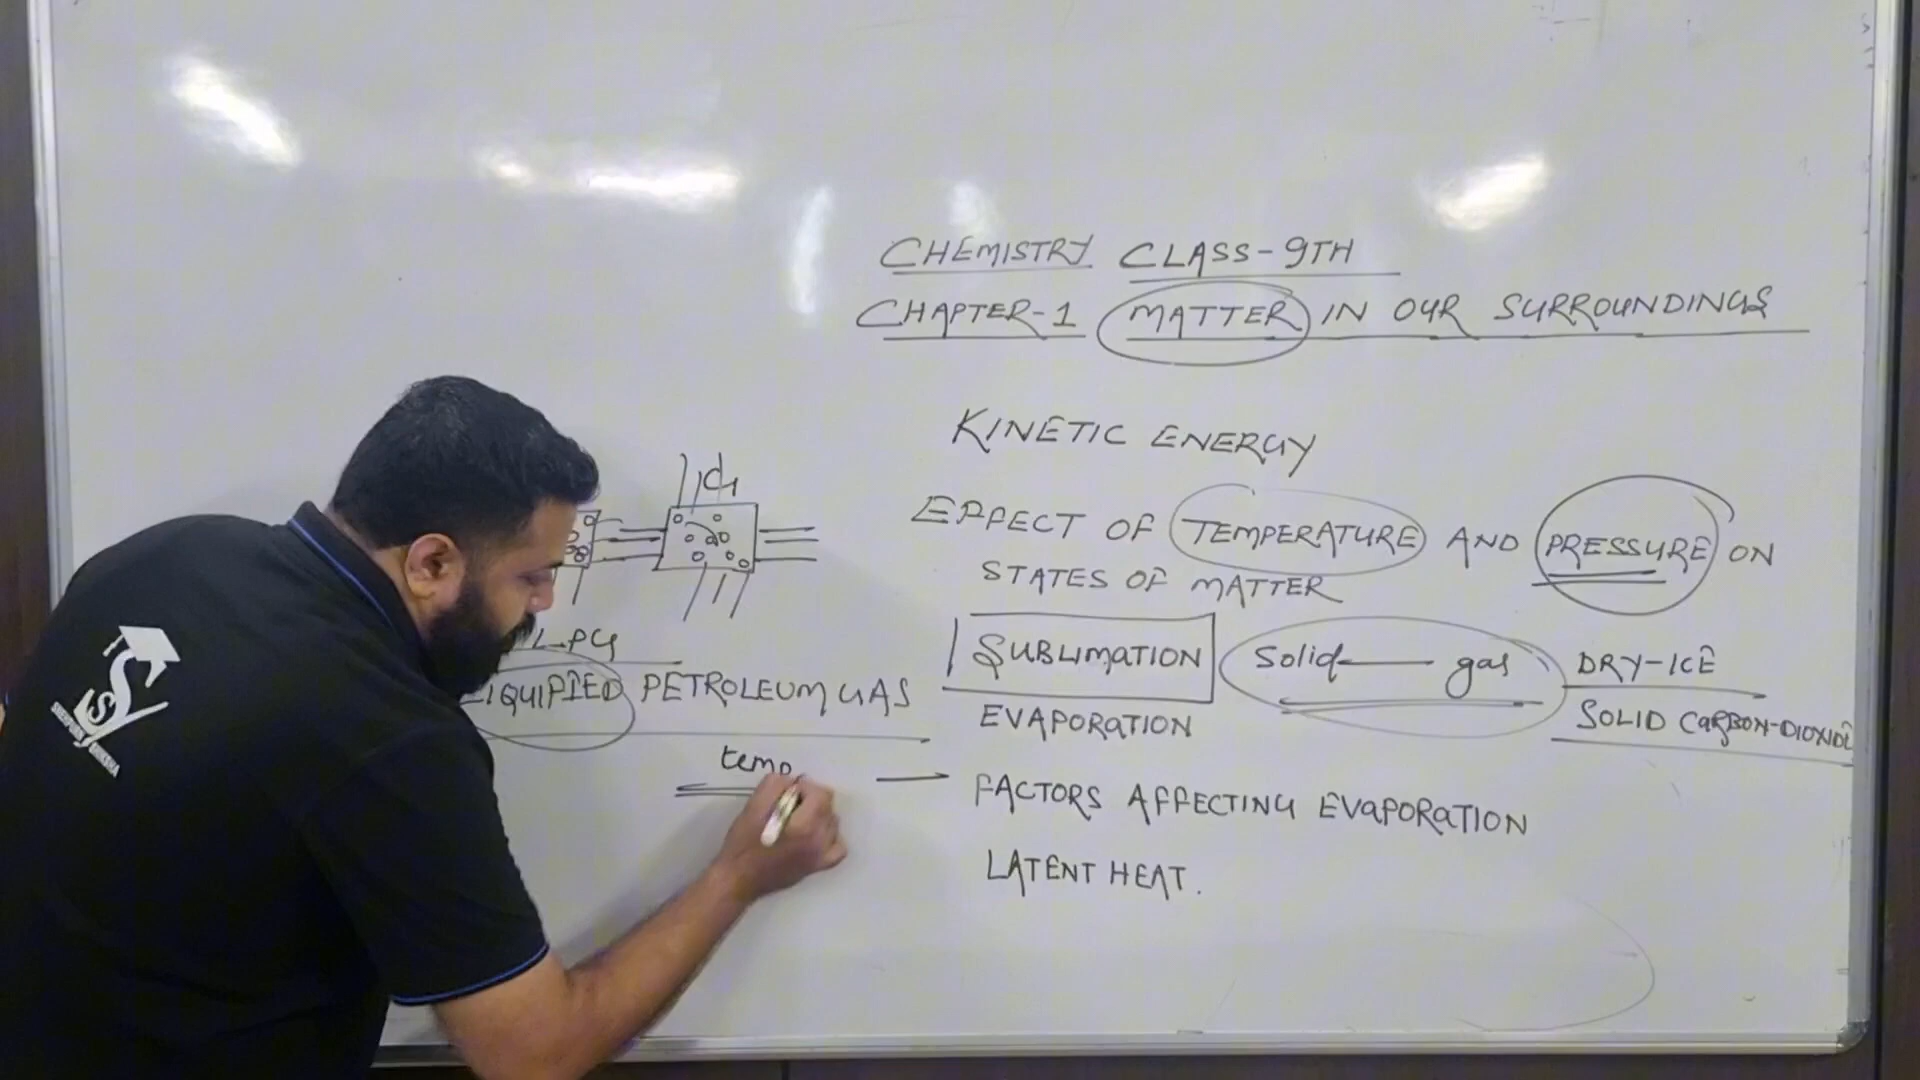 CHEMISTRY CLASS-9TH
CHAPTER-1 MATTER IN OUR SURROUNDINGS
KINETIC ENERGY
EFFECT OF TEMPERATURE AND PRESSURE ON
STATES OF MATTER
SUBLIMATION Solid gas DRY-ICE
SOLID CARBON-DIOXIDE
EVAPORATION
FACTORS AFFECTING EVAPORATION
LATENT HEAT.
LPG
LIQUIFIED PETROLEUM GAS
temp